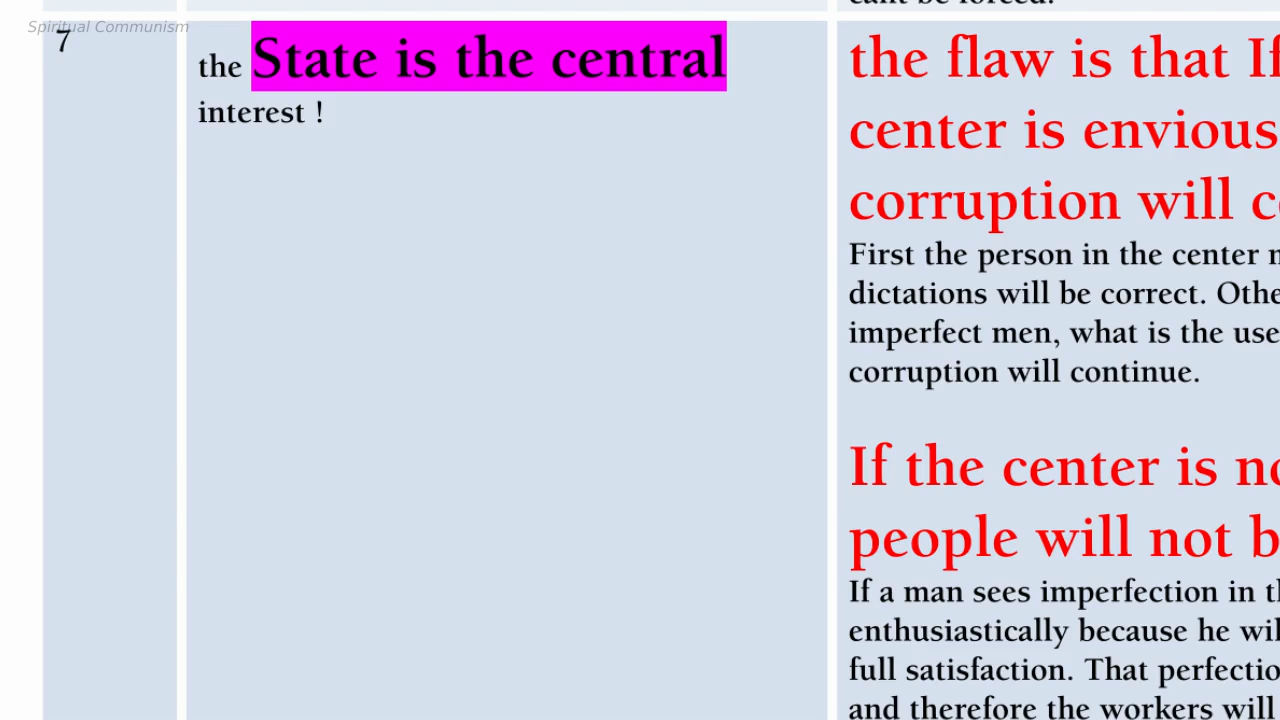 cant be forced.
Spiritual Communism
7
the State is the central
interest !
the flaw is that If
center is envious
corruption will
First the person in the center
dictations will be correct.
imperfect men, what is the use
corruption will continue.
If the center is
people will not
If a man sees imperfection in
enthusiastically because he
full satisfaction. That
and therefore the workers will